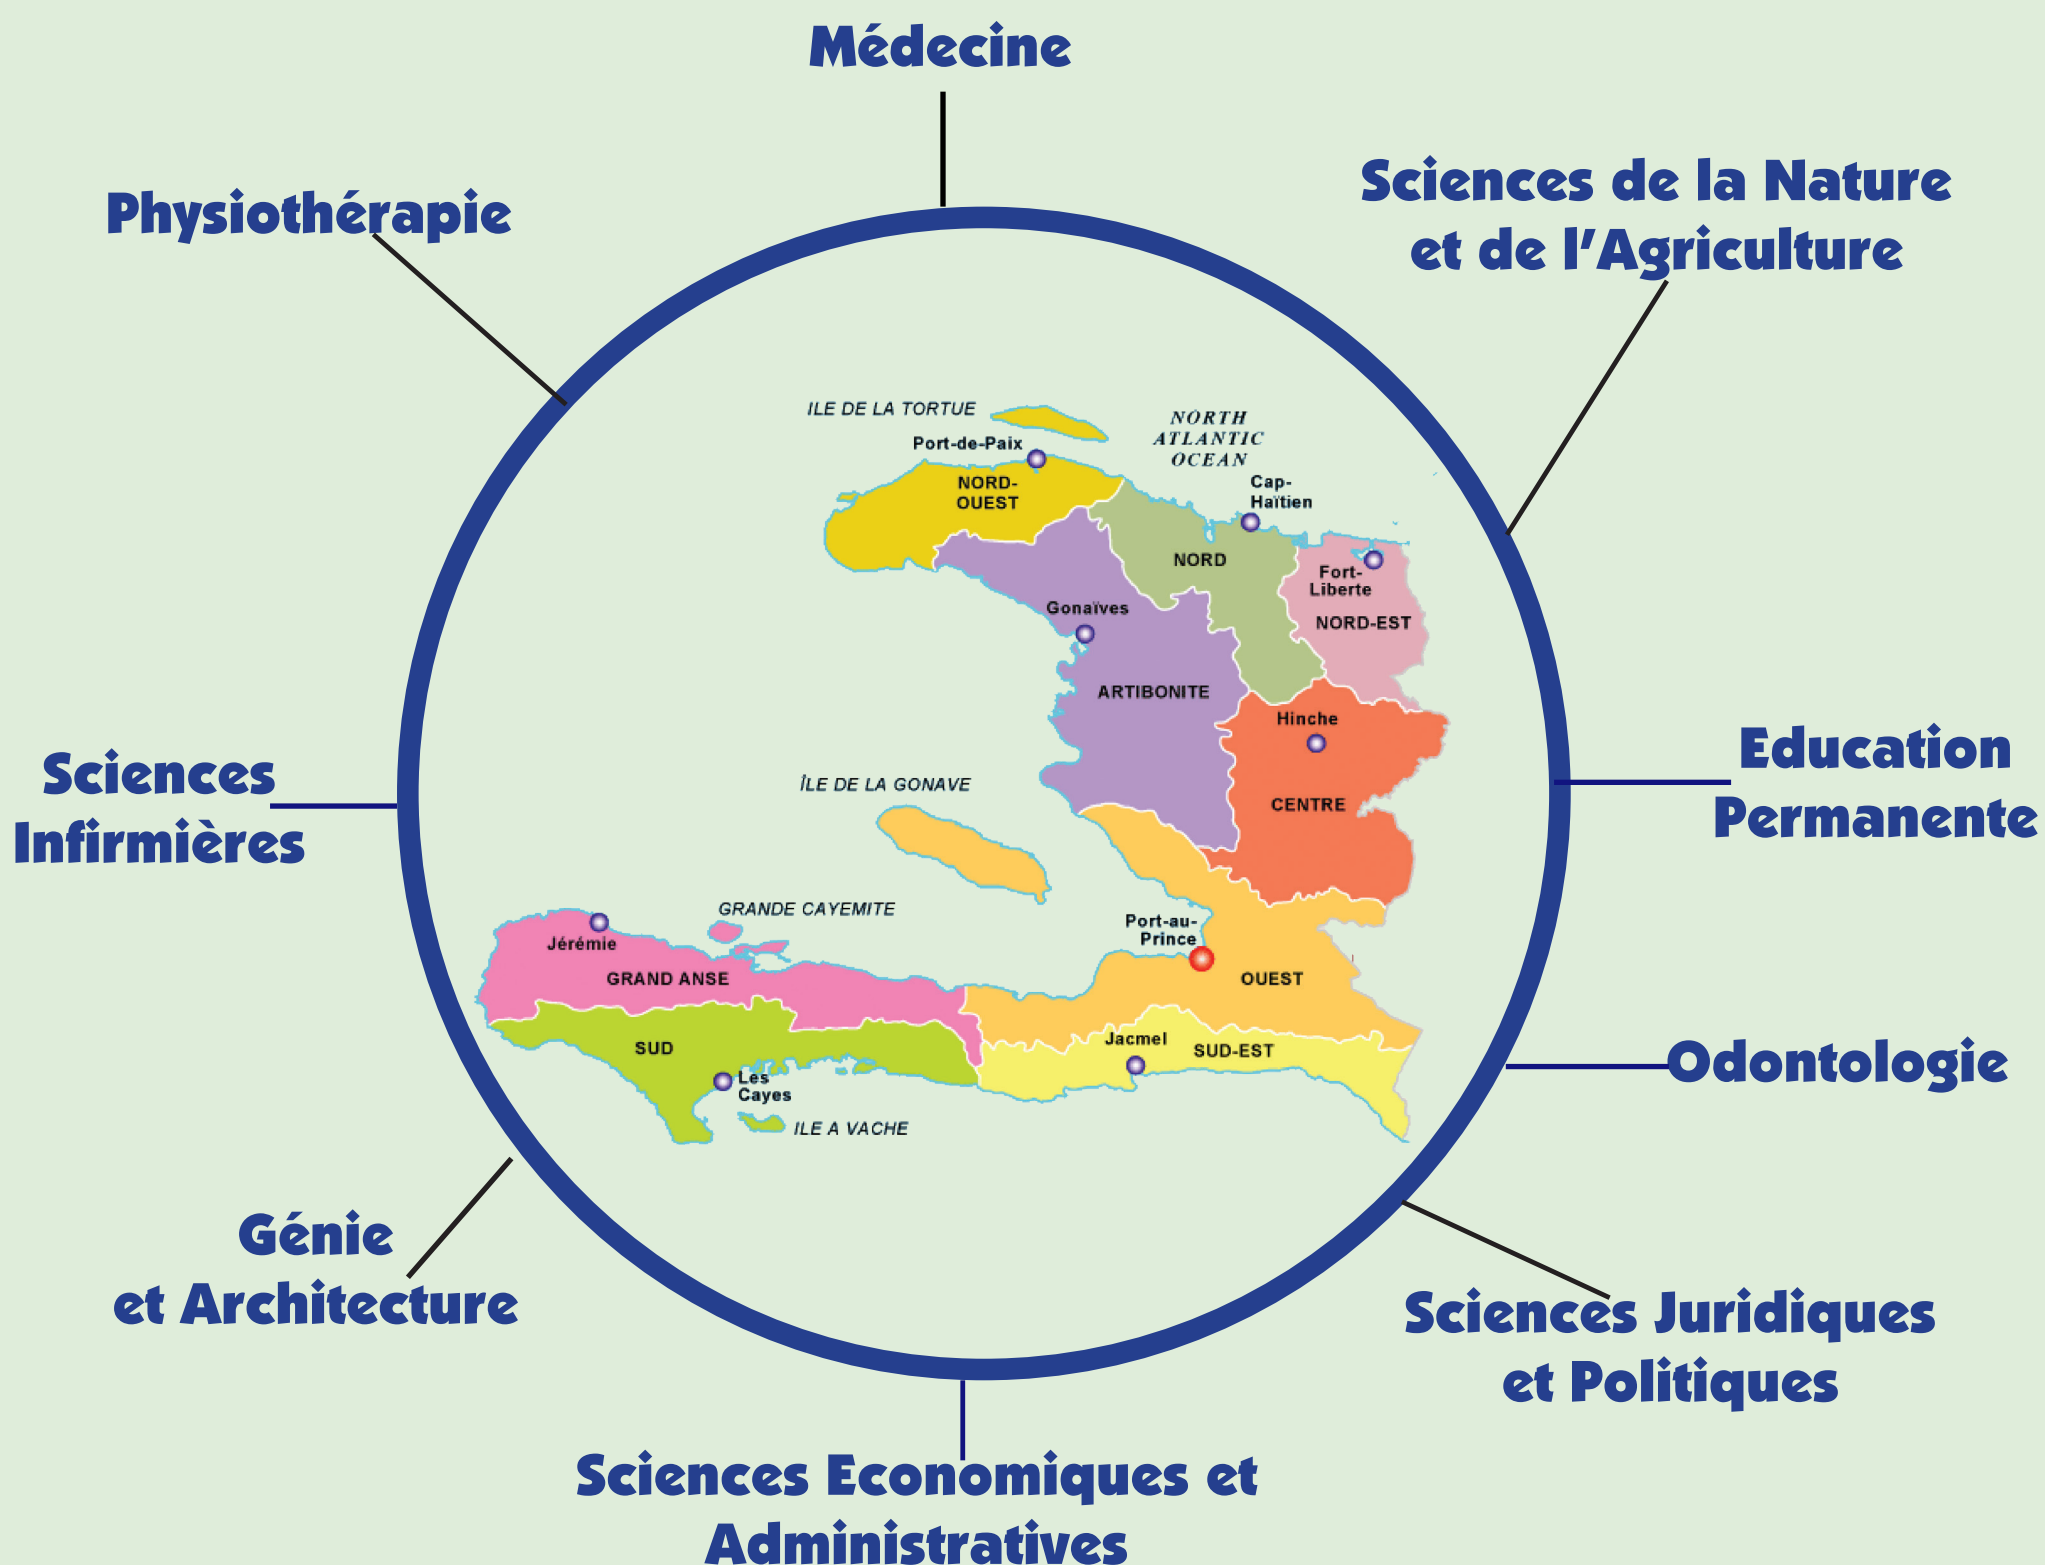 Médecine
Sciences de la Nature
et de l'Agriculture
Physiothérapie
ILE DE LA TORTUE
NORTH
ATLANTIC
OCEAN
Port-de-Paix
NORD-
OUEST
Cap-
Haïtien
NORD
Fort-
Liberte
NORD-EST
Gonaïves
ARTIBONITE
Hinche
CENTRE
Education
Permanente
Sciences
Infirmières
ÎLE DE LA GONAVE
GRANDE CAYEMITE
Port-au-
Prince
Jérémie
GRAND ANSE
OUEST
Jacmel
SUD-EST
SUD
Les
Cayes
ILE A VACHE
Odontologie
Génie
et Architecture
Sciences Juridiques
et Politiques
Sciences Economiques et
Administratives